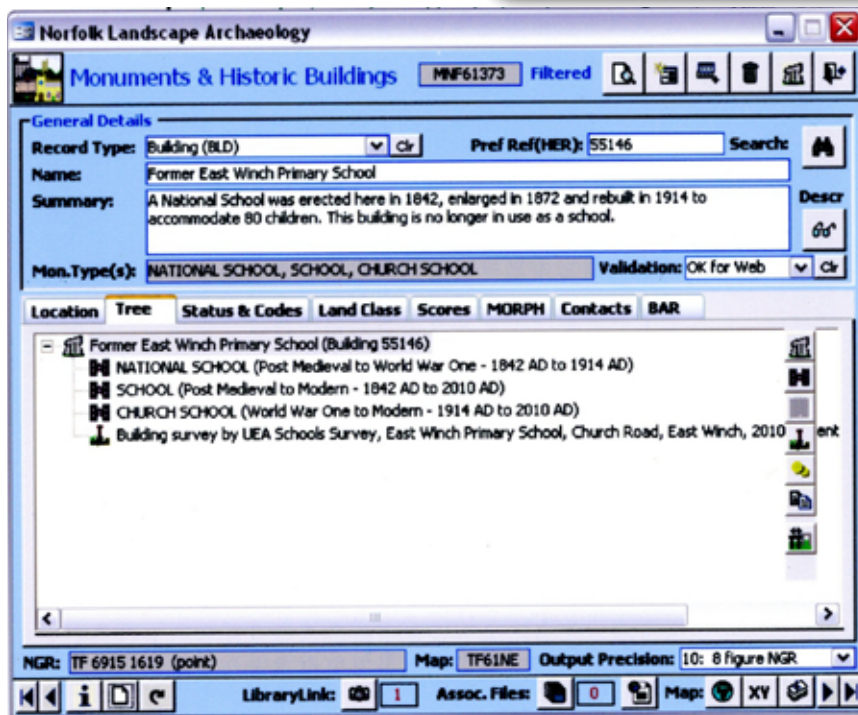 Norfolk Landscape Archaeology
Monuments & Historic Buildings MNF61373 Filtered
General Details
Record Type: Building (BLD) Clr Pref Ref(HER): 55146 Search:
Name: Former East Winch Primary School
Summary: A National School was erected here in 1842, enlarged in 1872 and rebuilt in 1914 to Descr
accommodate 80 children. This building is no longer in use as a school.
Mon.Type(s): NATIONAL SCHOOL, SCHOOL, CHURCH SCHOOL Validation: OK for Web Clr
Location Tree Status & Codes Land Class Scores MORPH Contacts BAR
Former East Winch Primary School (Building 55146)
NATIONAL SCHOOL (Post Medieval to World War One - 1842 AD to 1914 AD)
SCHOOL (Post Medieval to Modern - 1842 AD to 2010 AD)
CHURCH SCHOOL (World War One to Modern - 1914 AD to 2010 AD)
Building survey by UEA Schools Survey, East Winch Primary School, Church Road, East Winch, 2010 ent
NGR: TF 6915 1619 (point) Map: TF61NE Output Precision: 10: 8 figure NGR
LibraryLink: 1 Assoc. Files: 0 Map: XY